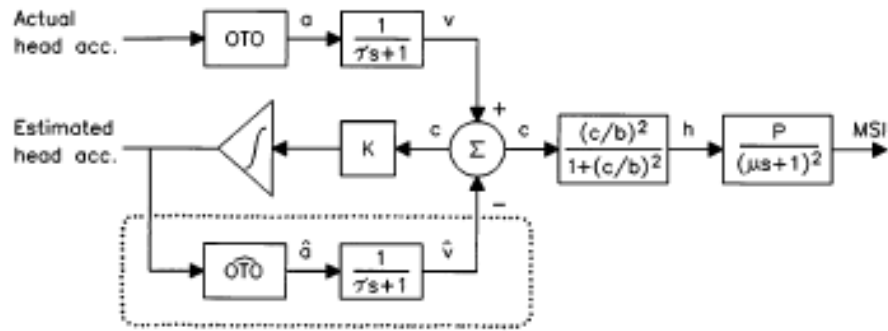 Actual head acc.
OTO
a
1
τs+1
v
+
Estimated head acc.
∫
K
c
Σ
c
(c/b)²
1+(c/b)²
h
P
(μs+1)²
MSI
−
O͡TO
â
1
τs+1
v̂